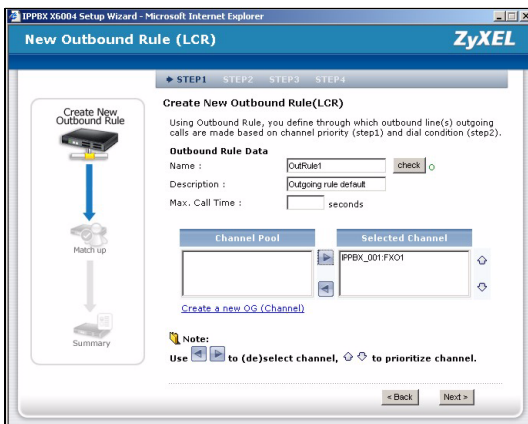 IPPBX X6004 Setup Wizard - Microsoft Internet Explorer
New Outbound Rule (LCR)
ZyXEL
STEP1 STEP2 STEP3 STEP4
Create New
Outbound Rule
Match up
Summary
Create New Outbound Rule(LCR)
Using Outbound Rule, you define through which outbound line(s) outgoing
calls are made based on channel priority (step1) and dial condition (step2).
Outbound Rule Data
Name : OutRule1 check
Description : Outgoing rule default
Max. Call Time : seconds
Channel Pool Selected Channel
IPPBX_001:FXO1
Create a new OG (Channel)
Note:
Use to (de)select channel, to prioritize channel.
< Back Next >